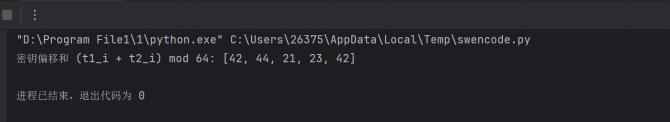 "D:\Program File1\1\python.exe" C:\Users\26375\AppData\Local\Temp\swencode.py
密钥偏移和 (t1_i + t2_i) mod 64: [42, 44, 21, 23, 42]
进程已结束，退出代码为 0